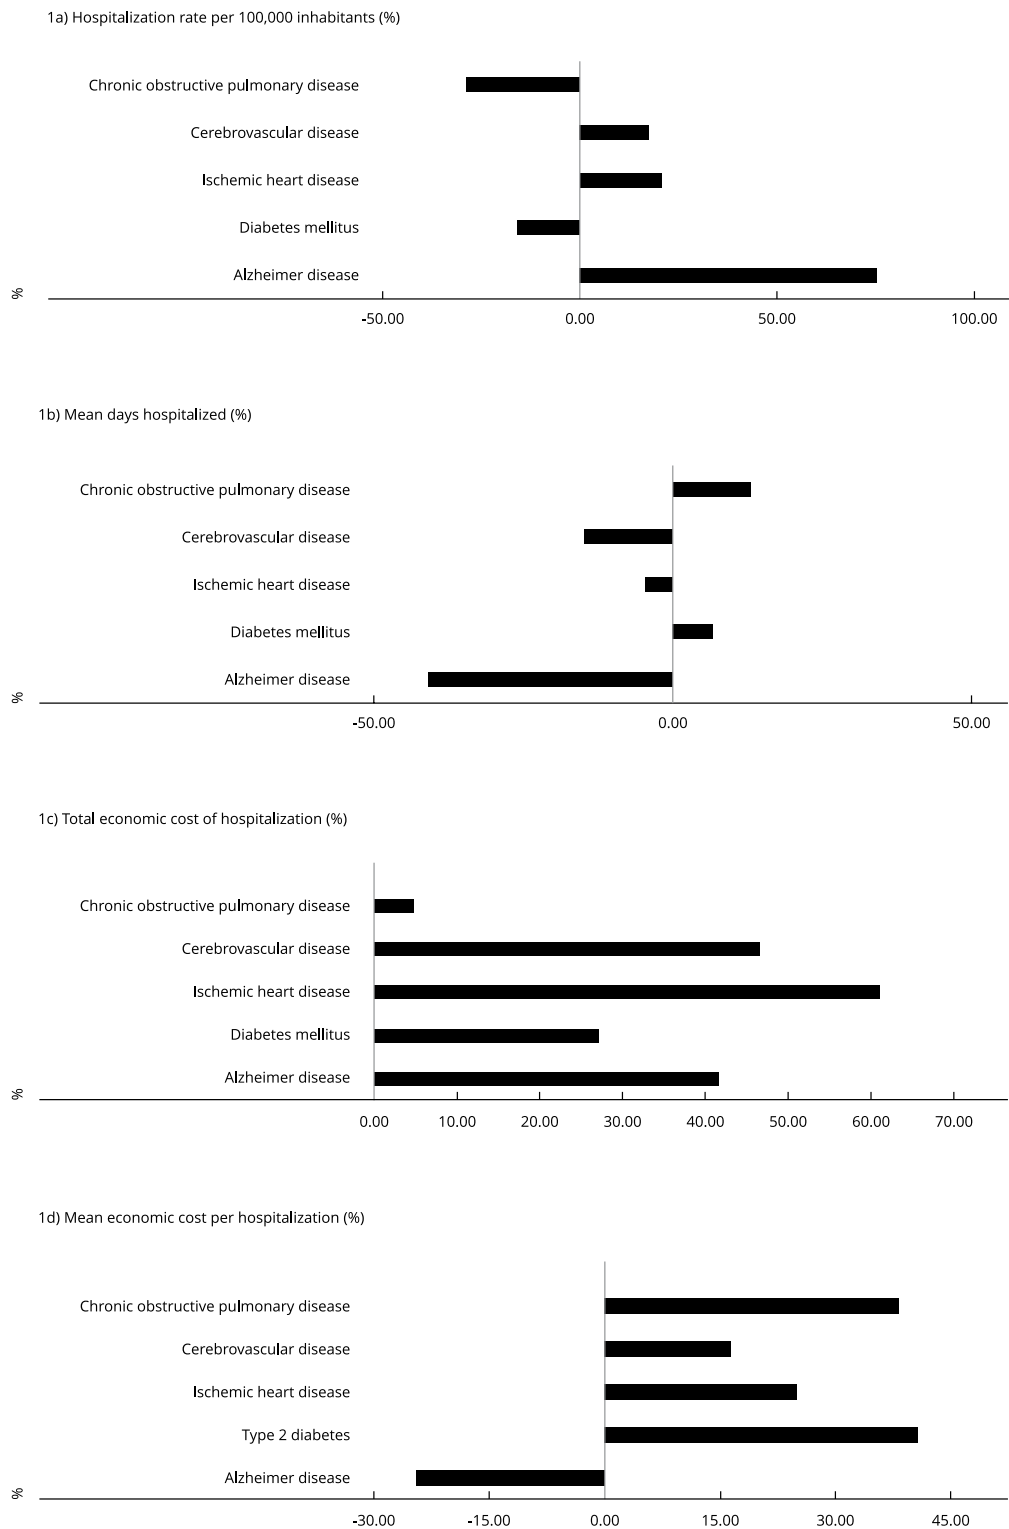 1a) Hospitalization rate per 100,000 inhabitants (%)
Chronic obstructive pulmonary disease
Cerebrovascular disease
Ischemic heart disease
Diabetes mellitus
Alzheimer disease
%
-50.00 0.00 50.00 100.00
1b) Mean days hospitalized (%)
Chronic obstructive pulmonary disease
Cerebrovascular disease
Ischemic heart disease
Diabetes mellitus
Alzheimer disease
%
-50.00 0.00 50.00
1c) Total economic cost of hospitalization (%)
Chronic obstructive pulmonary disease
Cerebrovascular disease
Ischemic heart disease
Diabetes mellitus
Alzheimer disease
%
0.00 10.00 20.00 30.00 40.00 50.00 60.00 70.00
1d) Mean economic cost per hospitalization (%)
Chronic obstructive pulmonary disease
Cerebrovascular disease
Ischemic heart disease
Type 2 diabetes
Alzheimer disease
%
-30.00 -15.00 0.00 15.00 30.00 45.00